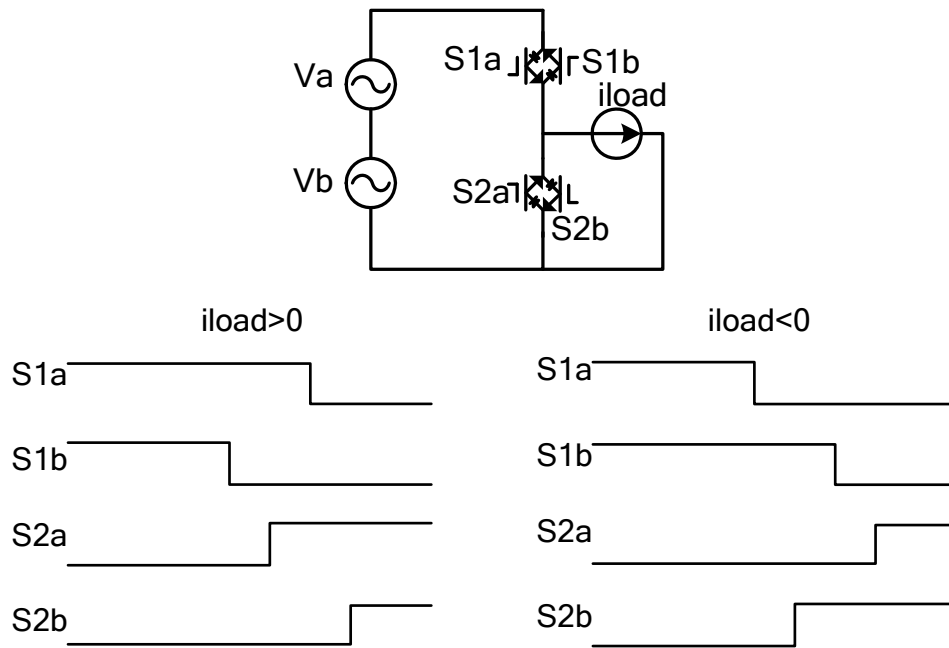 S1a
S1b
Va
iload
Vb
S2a
S2b
iload>0
iload<0
S1a
S1a
S1b
S1b
S2a
S2a
S2b
S2b